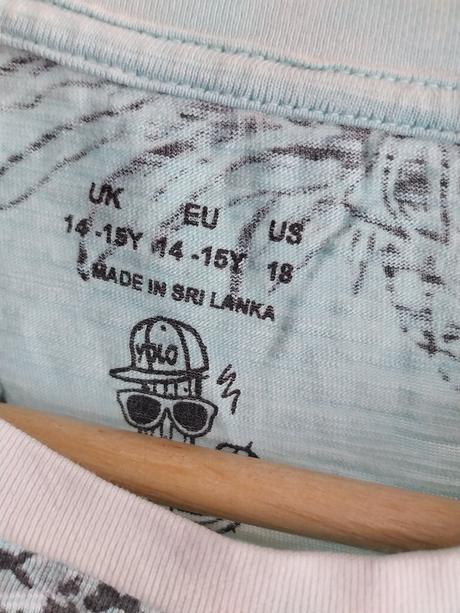 UK EU US
14 -15Y 14 -15Y 18
MADE IN SRI LANKA
YOLO